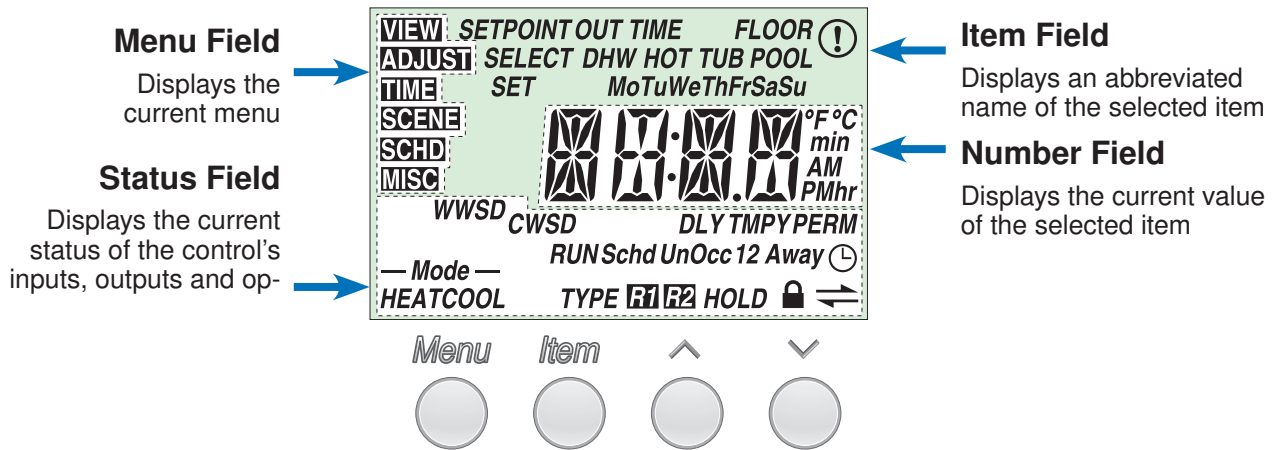 Menu Field
Displays the
current menu
Status Field
Displays the current
status of the control's
inputs, outputs and op-
VIEW SETPOINT OUT TIME FLOOR
ADJUST SELECT DHW HOT TUB POOL
TIME SET MoTuWeThFrSaSu
SCENE
SCHD
MISC
°F °C
min
AM
PMhr
WWSD
CWSD DLY TMPY PERM
RUN Schd UnOcc 12 Away
— Mode —
HEATCOOL TYPE R1 R2 HOLD
Menu Item
Item Field
Displays an abbreviated
name of the selected item
Number Field
Displays the current value
of the selected item